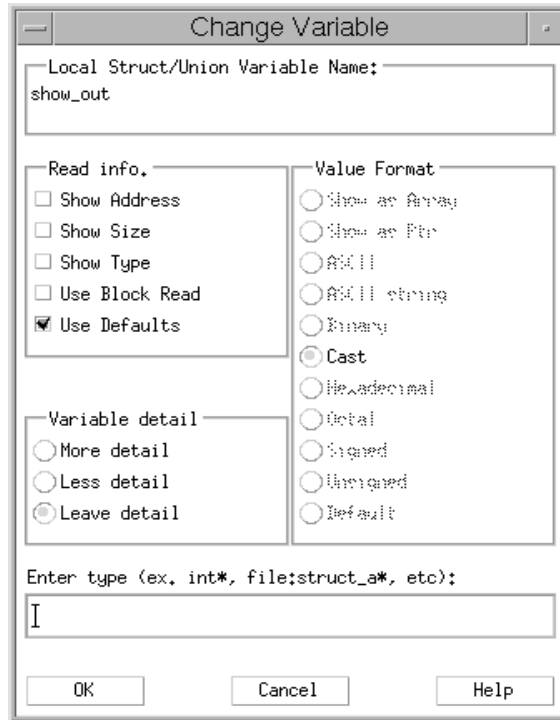 Change Variable
Local Struct/Union Variable Name:
show_out
Read info.
Show Address
Show Size
Show Type
Use Block Read
Use Defaults
Variable detail
More detail
Less detail
Leave detail
Value Format
Show as Array
Show as Ptr
ASCII
ASCII string
Binary
Cast
Hexadecimal
Octal
Signed
Unsigned
Default
Enter type (ex. int*, file:struct_a*, etc):
OK Cancel Help